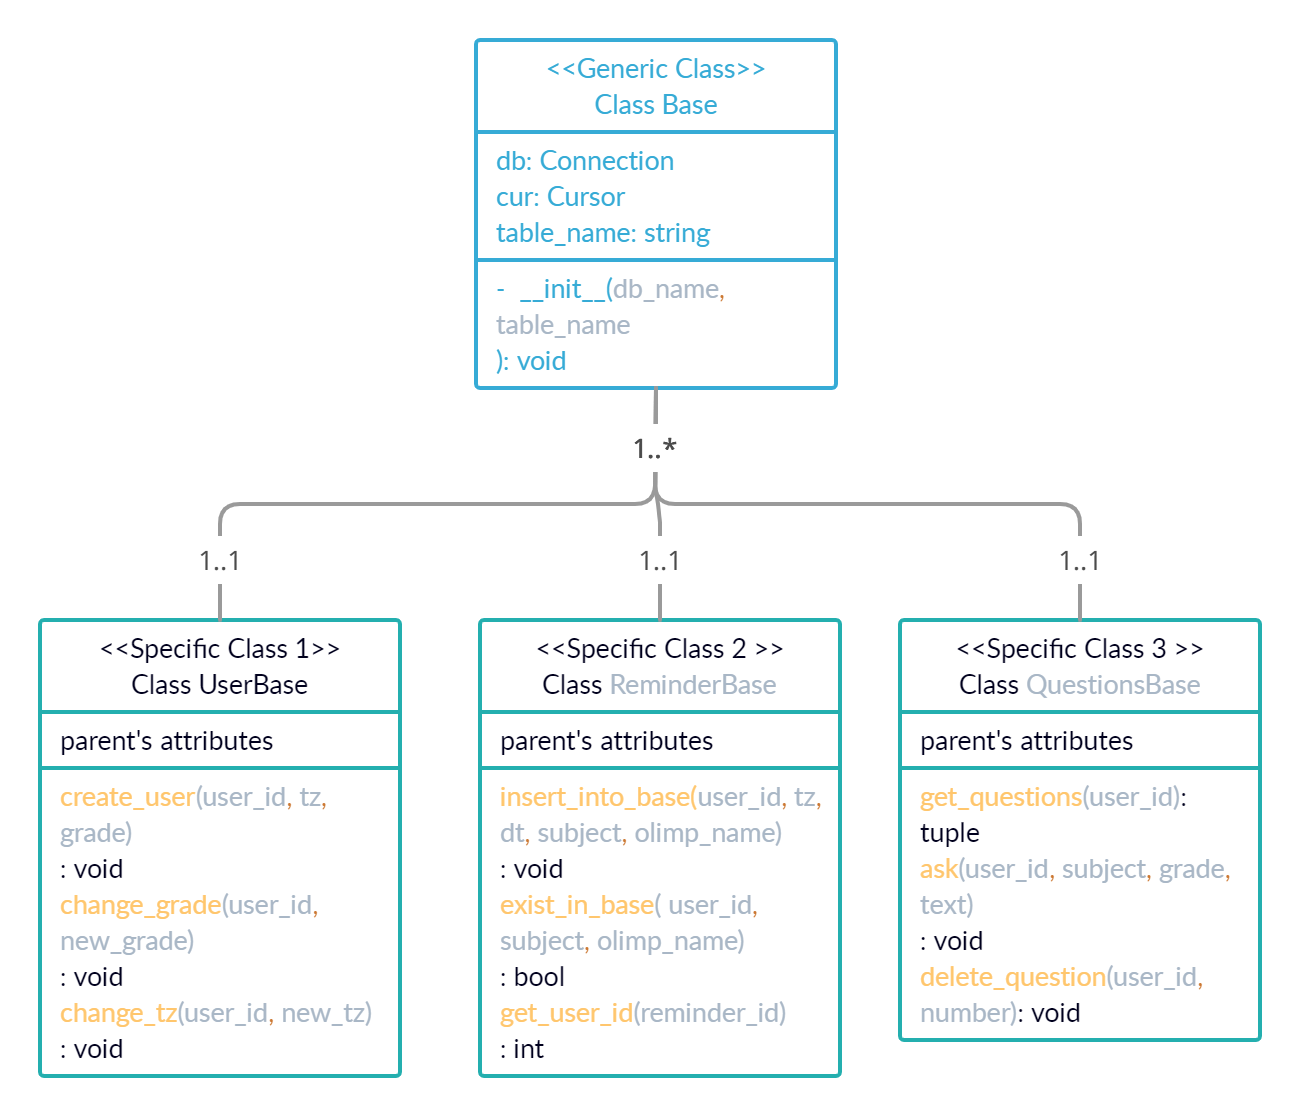 <<Generic Class>>
Class Base
db: Connection
cur: Cursor
table_name: string
- __init__(db_name,
table_name
): void
1..*
1..1
1..1
1..1
<<Specific Class 1>>
Class UserBase
parent's attributes
create_user(user_id, tz,
grade)
: void
change_grade(user_id,
new_grade)
: void
change_tz(user_id, new_tz)
: void
<<Specific Class 2 >>
Class ReminderBase
parent's attributes
insert_into_base(user_id, tz,
dt, subject, olimp_name)
: void
exist_in_base( user_id,
subject, olimp_name)
: bool
get_user_id(reminder_id)
: int
<<Specific Class 3 >>
Class QuestionsBase
parent's attributes
get_questions(user_id):
tuple
ask(user_id, subject, grade,
text)
: void
delete_question(user_id,
number): void